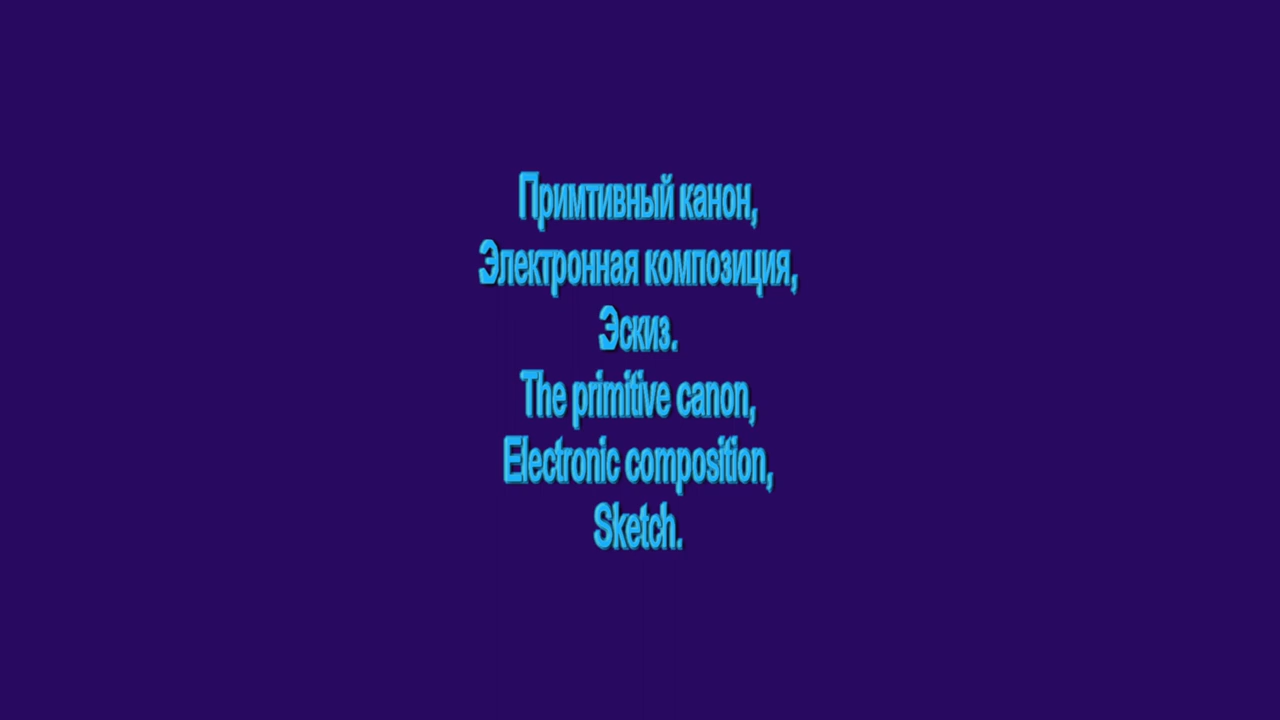 Примтивный канон,
Электронная композиция,
Эскиз.
The primitive canon,
Electronic composition,
Sketch.